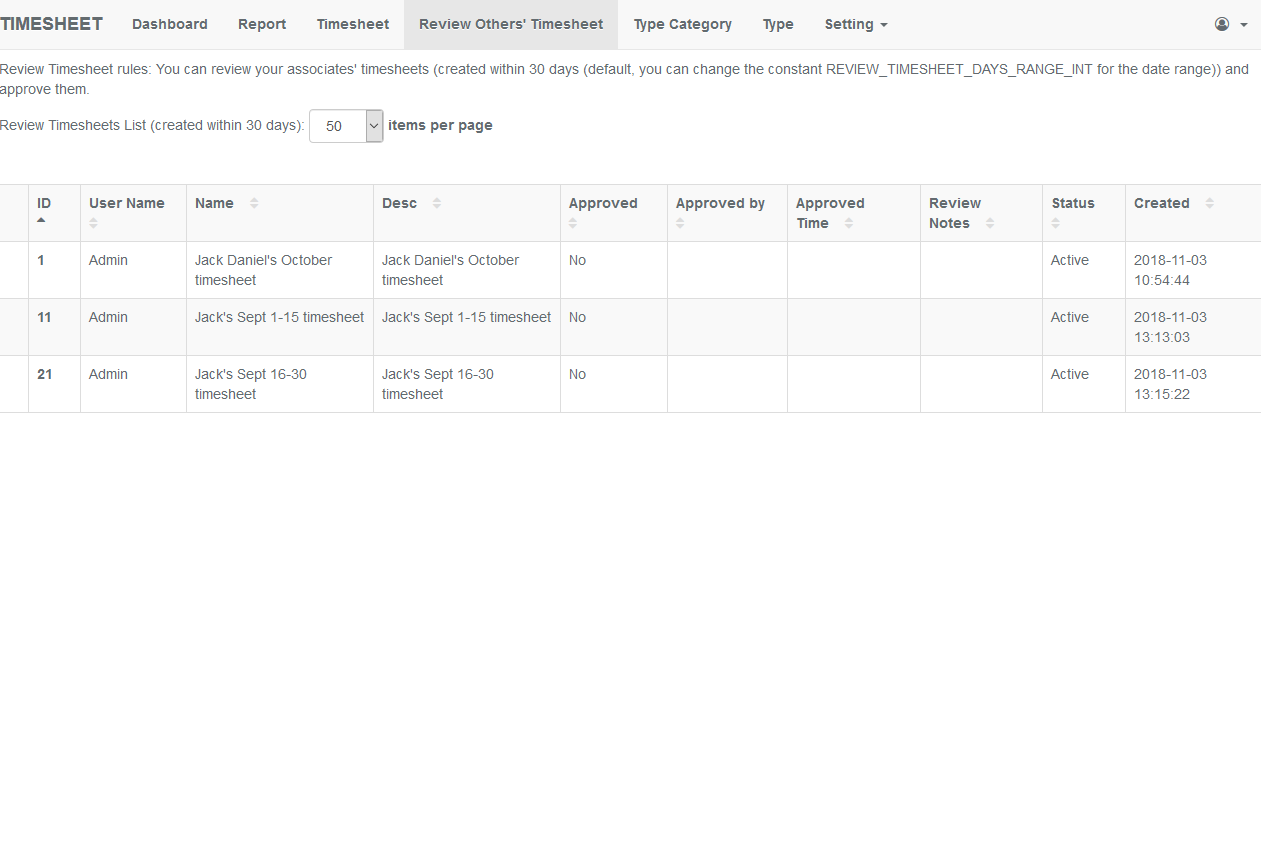 TIMESHEET Dashboard Report Timesheet Review Others' Timesheet Type Category Type Setting
Review Timesheet rules: You can review your associates' timesheets (created within 30 days (default, you can change the constant REVIEW_TIMESHEET_DAYS_RANGE_INT for the date range)) and
approve them.
Review Timesheets List (created within 30 days): 50 items per page
ID User Name Name Desc Approved Approved by Approved Review Status Created
Time Notes
1 Admin Jack Daniel's October Jack Daniel's October No Active 2018-11-03
timesheet timesheet 10:54:44
11 Admin Jack's Sept 1-15 timesheet Jack's Sept 1-15 timesheet No Active 2018-11-03
13:13:03
21 Admin Jack's Sept 16-30 Jack's Sept 16-30 No Active 2018-11-03
timesheet timesheet 13:15:22